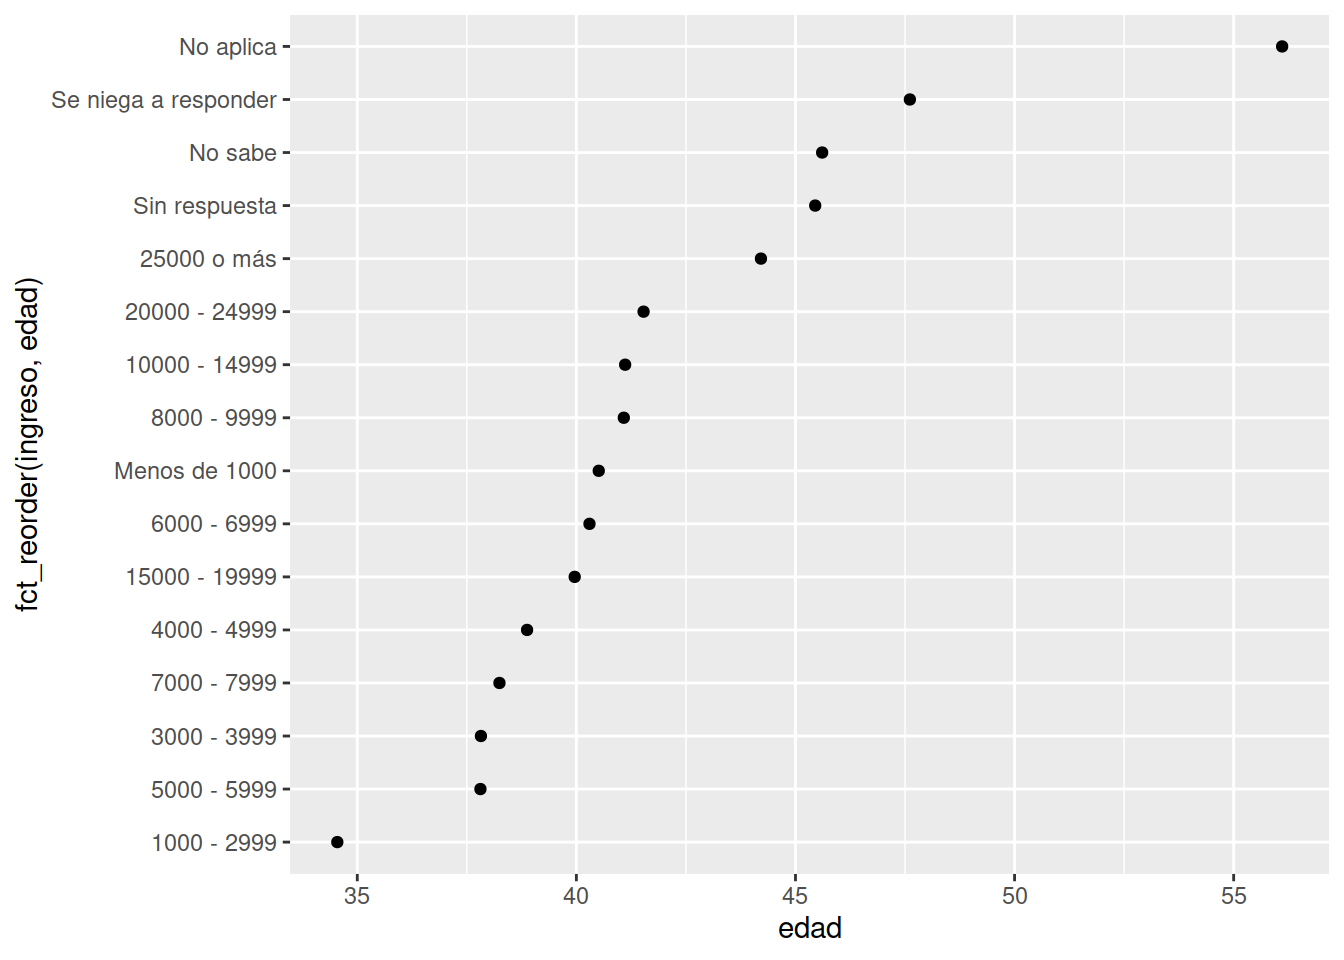 No aplica
Se niega a responder
No sabe
Sin respuesta
25000 o más
20000 - 24999
10000 - 14999
8000 - 9999
Menos de 1000
6000 - 6999
15000 - 19999
4000 - 4999
7000 - 7999
3000 - 3999
5000 - 5999
1000 - 2999
fct_reorder(ingreso, edad)
35 40 45 50 55
edad